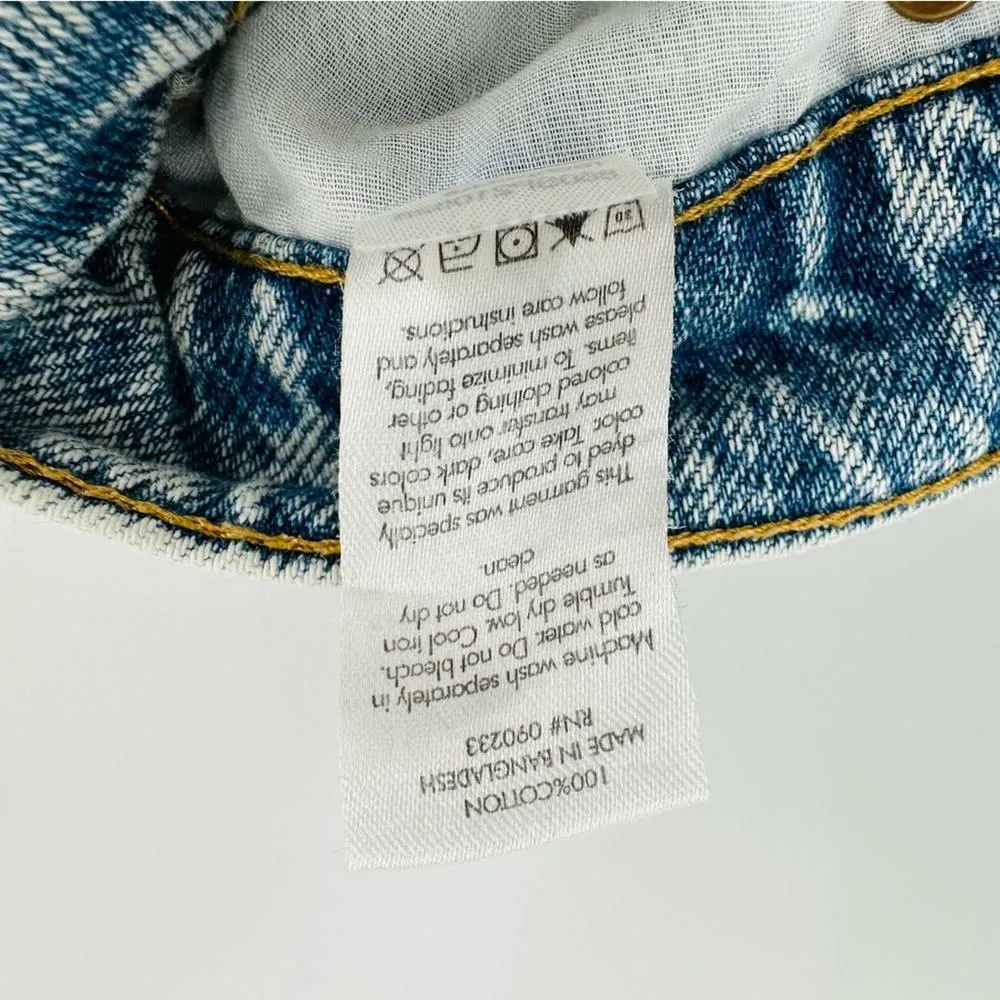 100%COTTON
MADE IN BANGLADESH
RN# 090233
Machine wash separately in
cold water. Do not bleach.
Tumble dry low. Cool iron
as needed. Do not dry
clean.
This garment was specially
dyed to produce its unique
color. Take care, dark colors
may transfer onto light
colored clothing or other
items. To minimize fading,
please wash separately and
follow care instructions.
30